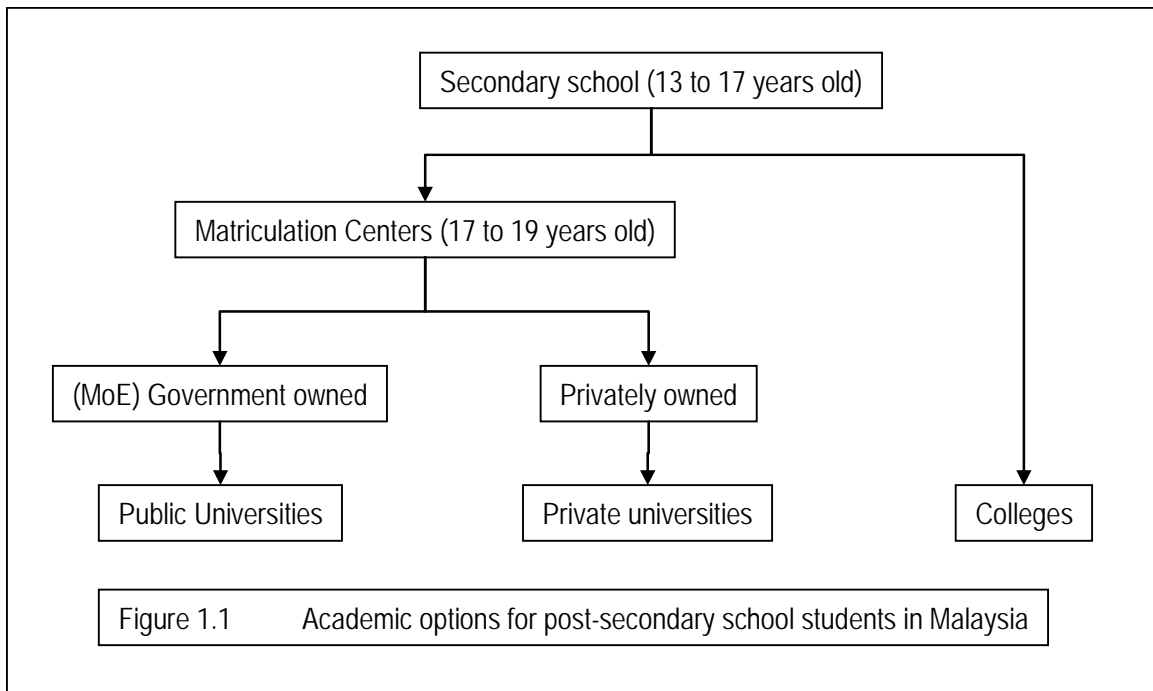 Secondary school (13 to 17 years old)
Matriculation Centers (17 to 19 years old)
(MoE) Government owned
Privately owned
Public Universities
Private universities
Colleges
Figure 1.1 Academic options for post-secondary school students in Malaysia